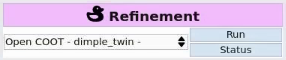 Refinement
Open COOT - dimple_twin -
Run
Status